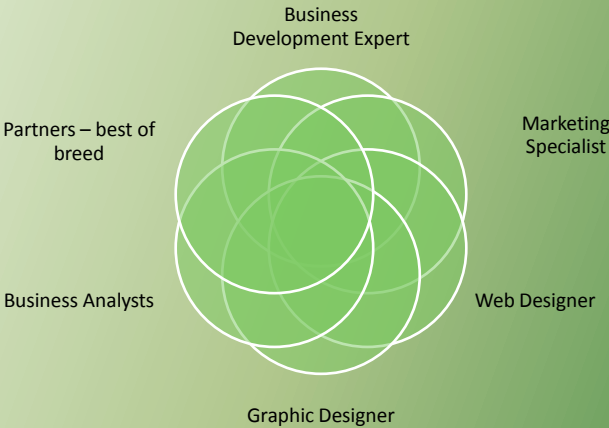 Business
Development Expert
Partners – best of
breed
Marketing
Specialist
Business Analysts
Web Designer
Graphic Designer